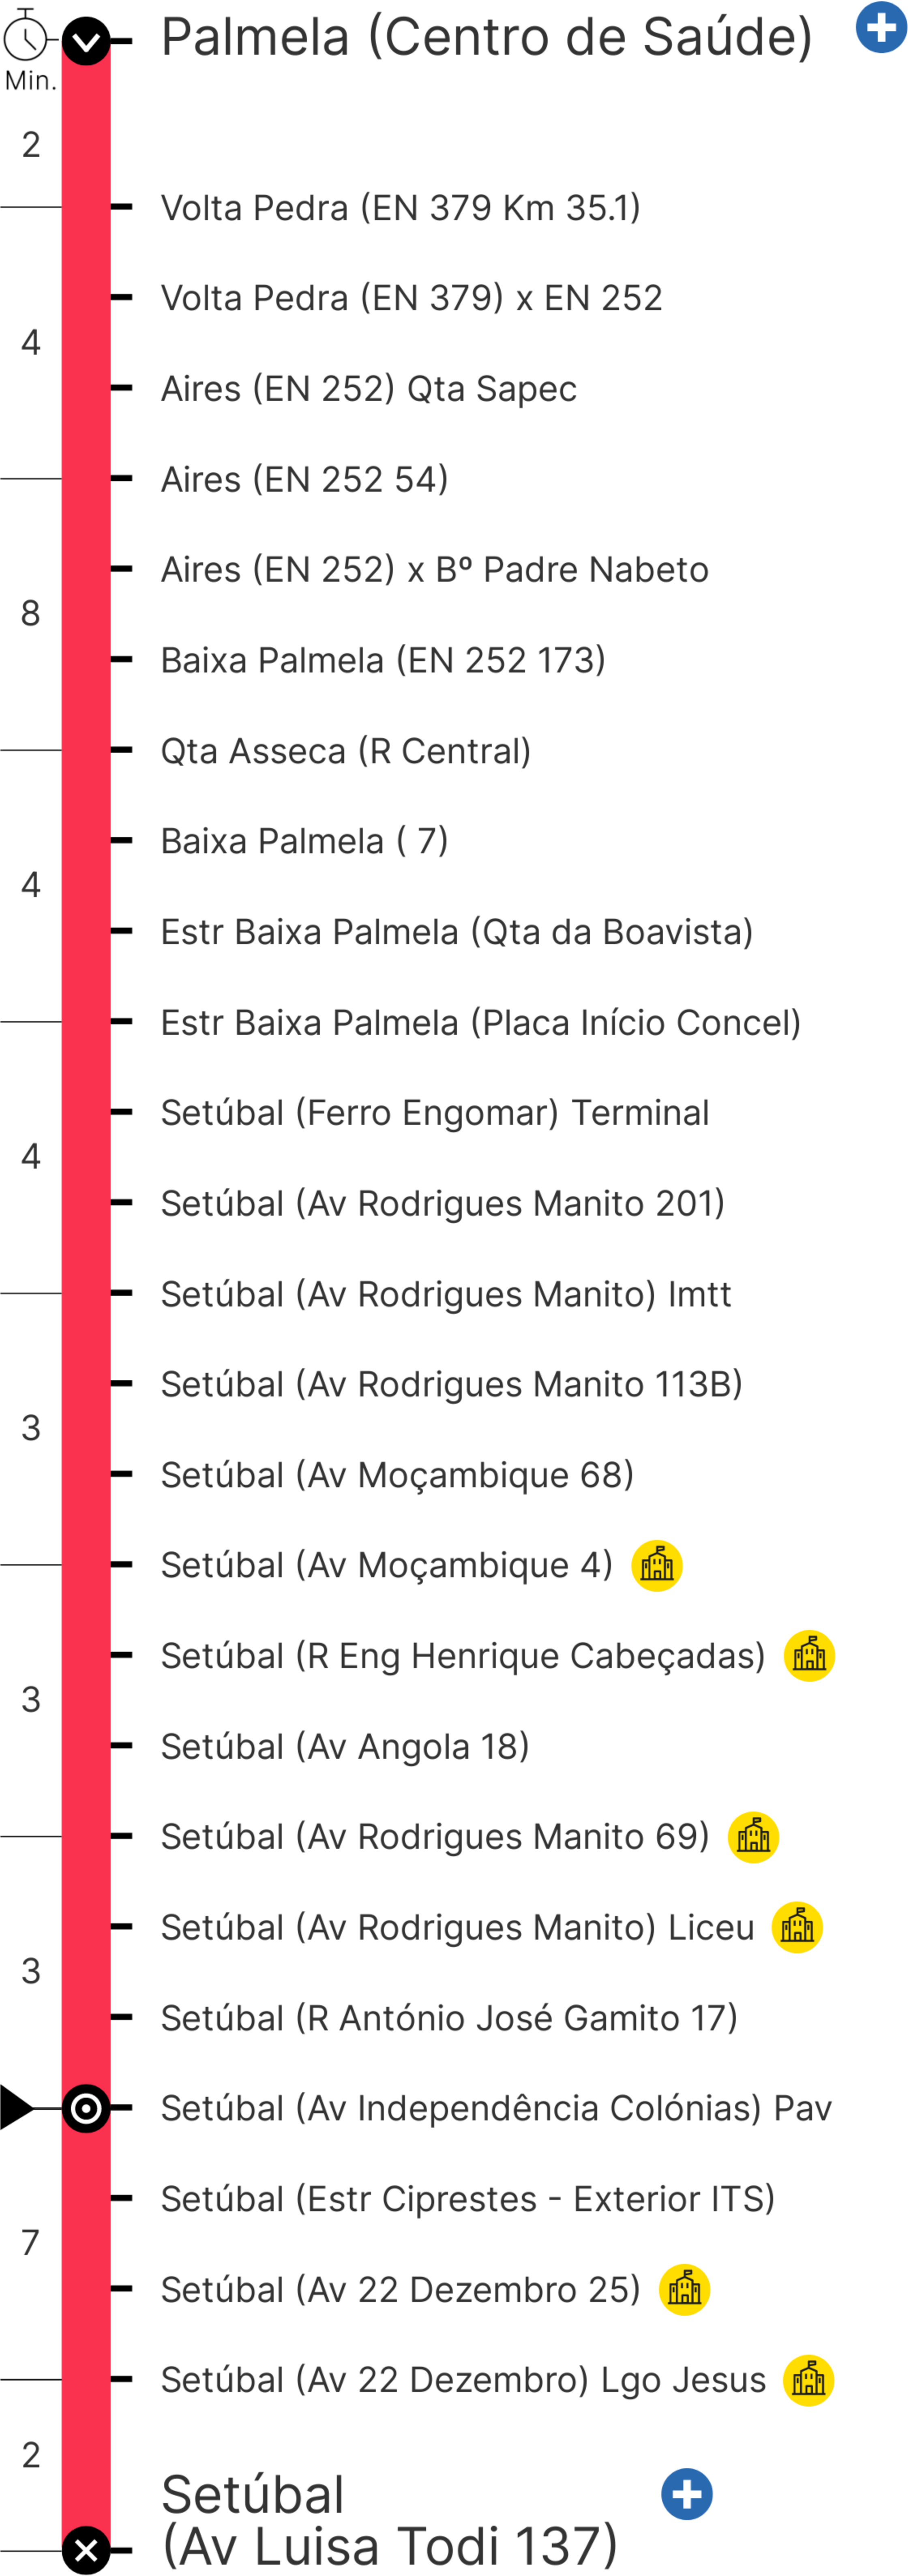 Palmela (Centro de Saúde)
Min.
2
Volta Pedra (EN 379 Km 35.1)
Volta Pedra (EN 379) x EN 252
4
Aires (EN 252) Qta Sapec
Aires (EN 252 54)
Aires (EN 252) x Bº Padre Nabeto
8
Baixa Palmela (EN 252 173)
Qta Asseca (R Central)
Baixa Palmela ( 7)
4
Estr Baixa Palmela (Qta da Boavista)
Estr Baixa Palmela (Placa Início Concel)
Setúbal (Ferro Engomar) Terminal
4
Setúbal (Av Rodrigues Manito 201)
Setúbal (Av Rodrigues Manito) Imtt
Setúbal (Av Rodrigues Manito 113B)
3
Setúbal (Av Moçambique 68)
Setúbal (Av Moçambique 4)
Setúbal (R Eng Henrique Cabeçadas)
3
Setúbal (Av Angola 18)
Setúbal (Av Rodrigues Manito 69)
Setúbal (Av Rodrigues Manito) Liceu
3
Setúbal (R António José Gamito 17)
Setúbal (Av Independência Colónias) Pav
Setúbal (Estr Ciprestes - Exterior ITS)
7
Setúbal (Av 22 Dezembro 25)
Setúbal (Av 22 Dezembro) Lgo Jesus
2
Setúbal
(Av Luisa Todi 137)